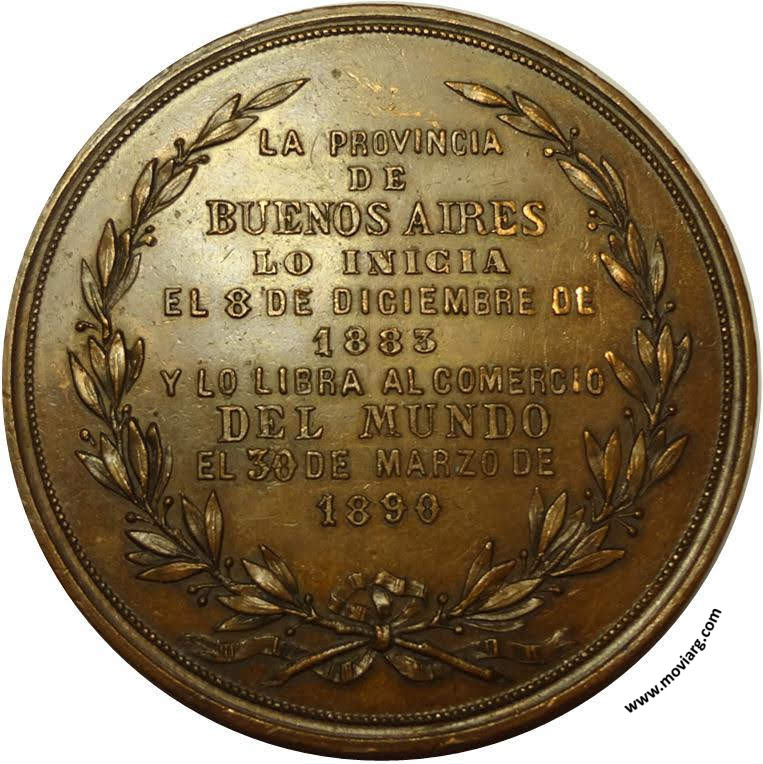 LA PROVINCIA
DE
BUENOS AIRES
LO INICIA
EL 8 DE DICIEMBRE DE
1883
Y LO LIBRA AL COMERCIO
DEL MUNDO
EL 30 DE MARZO DE
1890
www.moviarg.com